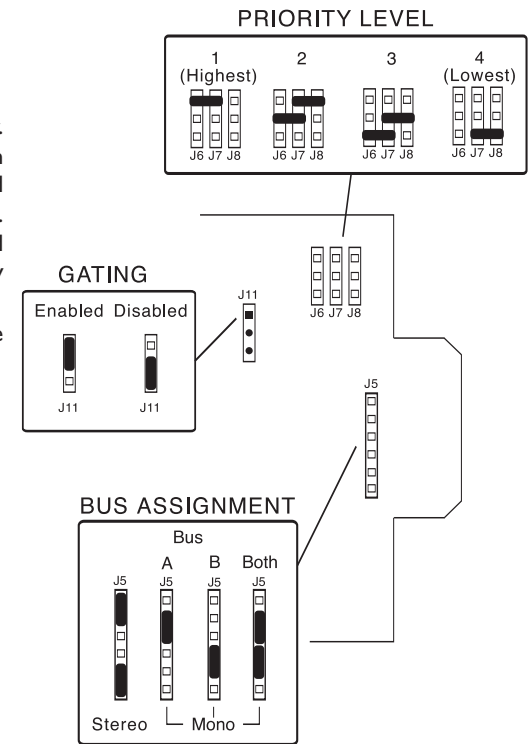 PRIORITY LEVEL
1 2 3 4
(Highest) (Lowest)
J6 J7 J8 J6 J7 J8 J6 J7 J8 J6 J7 J8
GATING
Enabled Disabled
J11 J11
J11
J6 J7 J8
J5
BUS ASSIGNMENT
Bus
A B Both
J5 J5 J5 J5
Stereo Mono